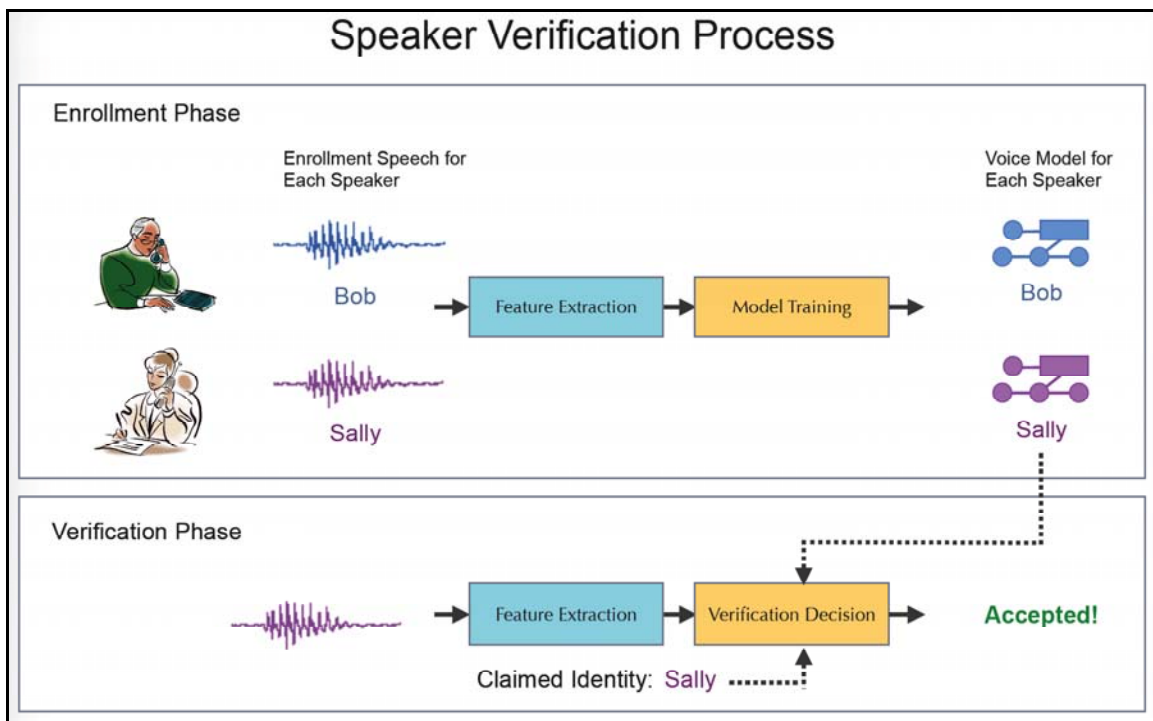 Speaker Verification Process
Enrollment Phase
Enrollment Speech for
Each Speaker
Voice Model for
Each Speaker
Bob
Feature Extraction
Model Training
Bob
Sally
Sally
Verification Phase
Feature Extraction
Verification Decision
Accepted!
Claimed Identity: Sally